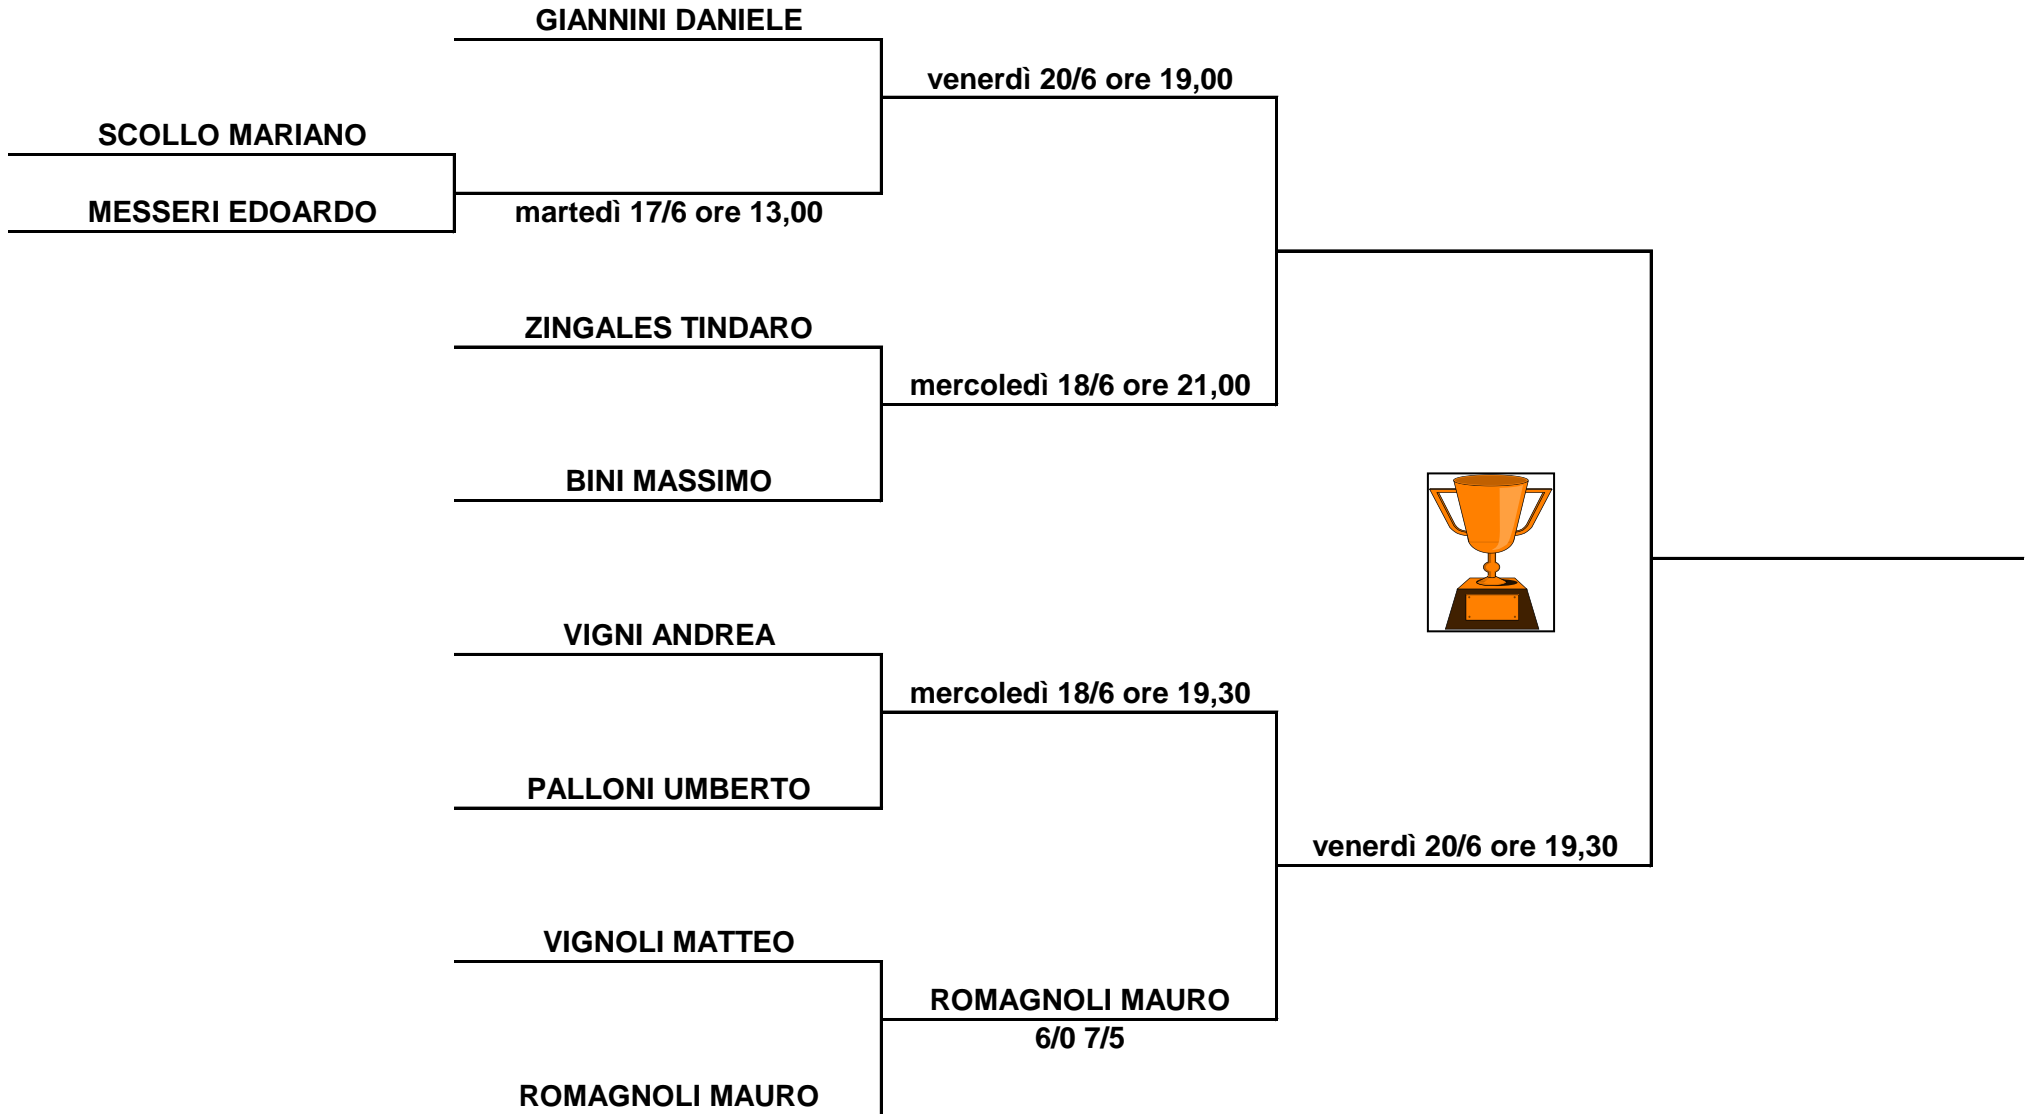 GIANNINI DANIELE
venerdì 20/6 ore 19,00
SCOLLO MARIANO
MESSERI EDOARDO
martedì 17/6 ore 13,00
ZINGALES TINDARO
mercoledì 18/6 ore 21,00
BINI MASSIMO
VIGNI ANDREA
mercoledì 18/6 ore 19,30
PALLONI UMBERTO
venerdì 20/6 ore 19,30
VIGNOLI MATTEO
ROMAGNOLI MAURO
6/0 7/5
ROMAGNOLI MAURO